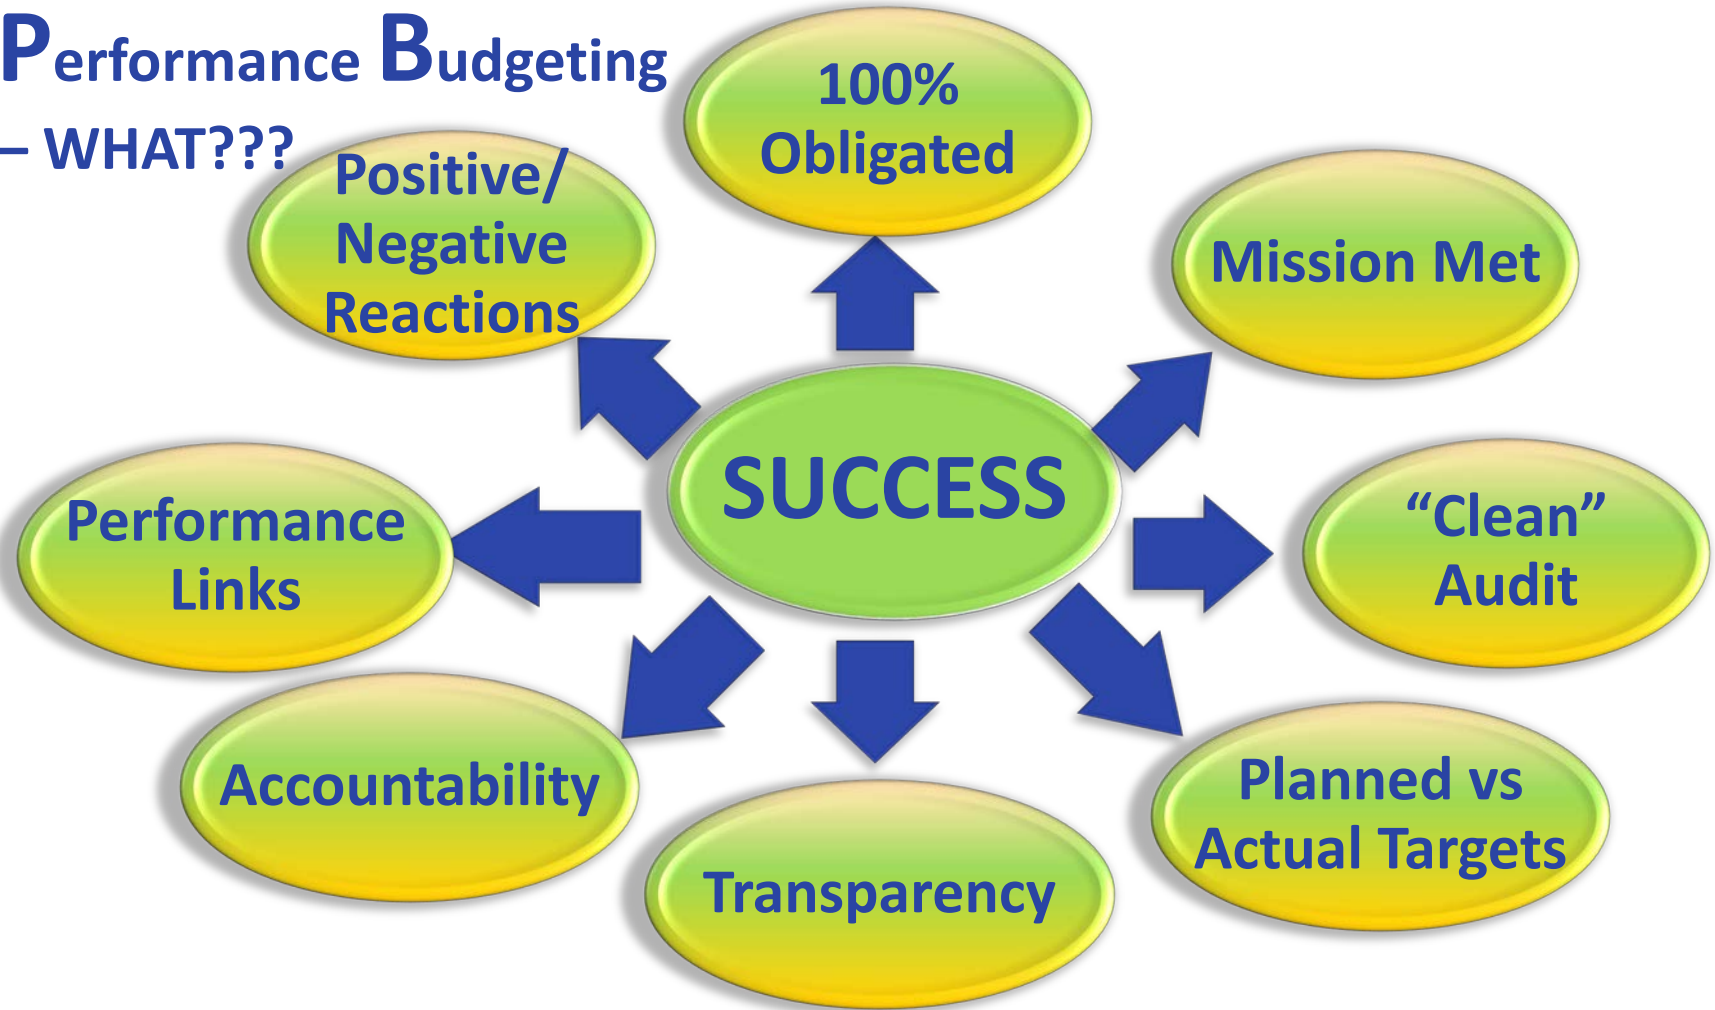 Performance Budgeting
– WHAT???
100%
Obligated
Positive/
Negative
Reactions
Mission Met
SUCCESS
Performance
Links
“Clean”
Audit
Accountability
Planned vs
Actual Targets
Transparency